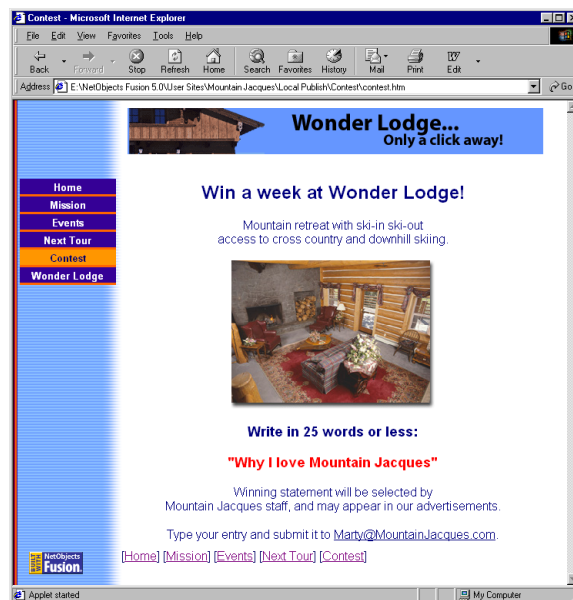 Contest - Microsoft Internet Explorer
File Edit View Favorites Tools Help
Back Forward Stop Refresh Home Search Favorites History Mail Print Edit
Address E:\NetObjects Fusion 5.0\User Sites\Mountain Jacques\Local Publish\Contest\contest.htm Go
Wonder Lodge...
Only a click away!
Home
Mission
Events
Next Tour
Contest
Wonder Lodge
Win a week at Wonder Lodge!
Mountain retreat with ski-in ski-out
access to cross country and downhill skiing.
Write in 25 words or less:
"Why I love Mountain Jacques"
Winning statement will be selected by
Mountain Jacques staff, and may appear in our advertisements.
Type your entry and submit it to Marty@MountainJacques.com.
[Home] [Mission] [Events] [Next Tour] [Contest]
BUILT WITH NetObjects Fusion.
Applet started My Computer